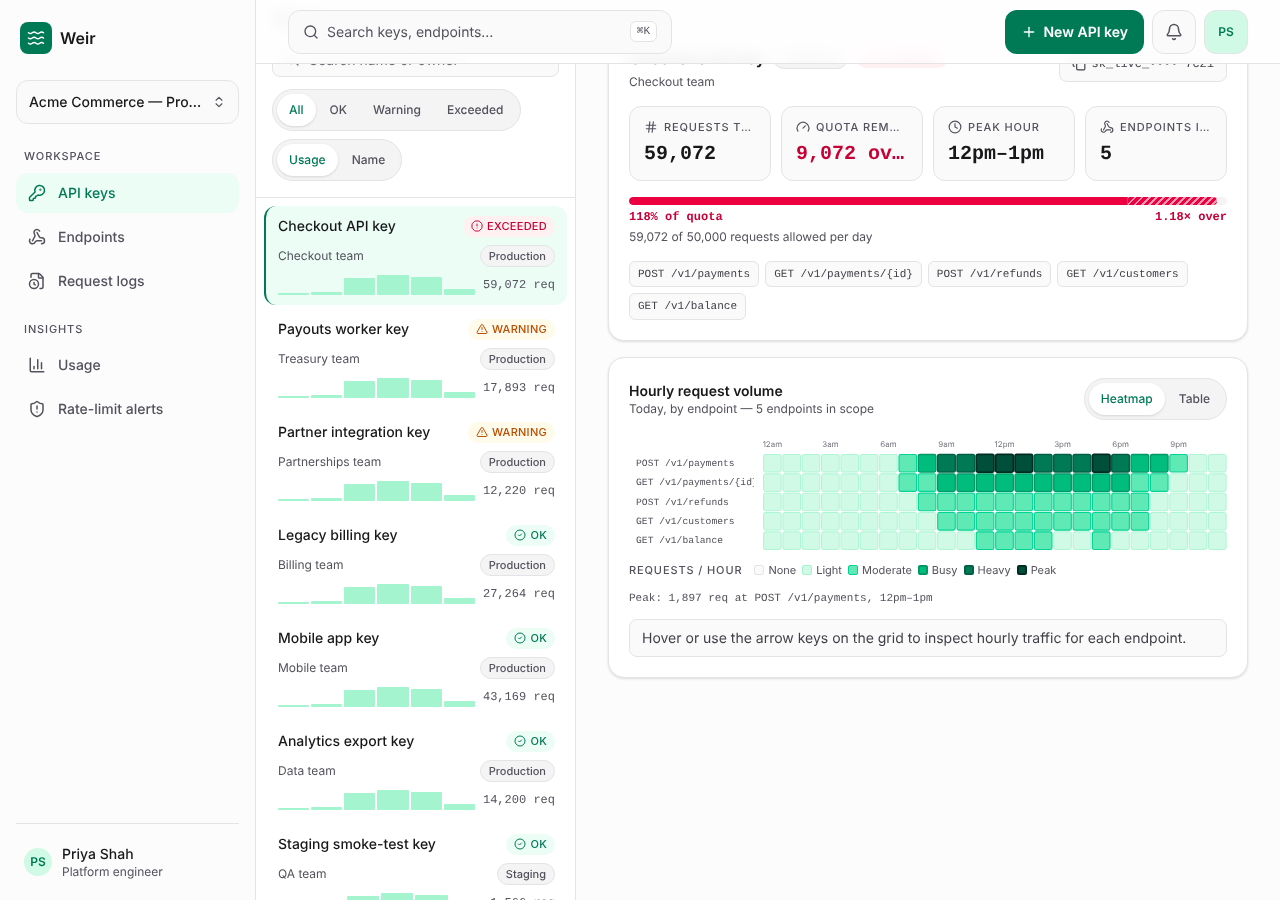 Weir
Search keys, endpoints...
⌘K
New API key
PS
Acme Commerce — Pro...
WORKSPACE
API keys
Endpoints
Request logs
INSIGHTS
Usage
Rate-limit alerts
PS
Priya Shah
Platform engineer
All
OK
Warning
Exceeded
Usage
Name
Checkout API key
EXCEEDED
Checkout team
Production
59,072 req
Payouts worker key
WARNING
Treasury team
Production
17,893 req
Partner integration key
WARNING
Partnerships team
Production
12,220 req
Legacy billing key
OK
Billing team
Production
27,264 req
Mobile app key
OK
Mobile team
Production
43,169 req
Analytics export key
OK
Data team
Production
14,200 req
Staging smoke-test key
OK
QA team
Staging
Checkout team
REQUESTS T...
59,072
QUOTA REM...
9,072 ov...
PEAK HOUR
12pm–1pm
ENDPOINTS I...
5
118% of quota
1.18× over
59,072 of 50,000 requests allowed per day
POST /v1/payments
GET /v1/payments/{id}
POST /v1/refunds
GET /v1/customers
GET /v1/balance
Hourly request volume
Today, by endpoint — 5 endpoints in scope
Heatmap
Table
12am 3am 6am 9am 12pm 3pm 6pm 9pm
POST /v1/payments
GET /v1/payments/{id}
POST /v1/refunds
GET /v1/customers
GET /v1/balance
REQUESTS / HOUR None Light Moderate Busy Heavy Peak
Peak: 1,897 req at POST /v1/payments, 12pm–1pm
Hover or use the arrow keys on the grid to inspect hourly traffic for each endpoint.